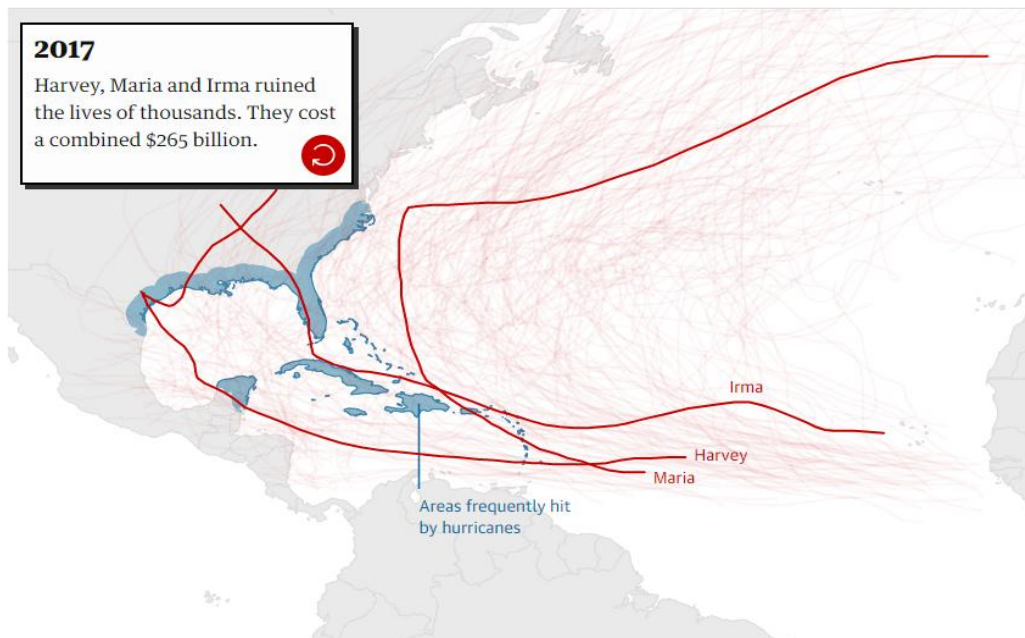 2017
Harvey, Maria and Irma ruined
the lives of thousands. They cost
a combined $265 billion.
Irma
Harvey
Maria
Areas frequently hit
by hurricanes